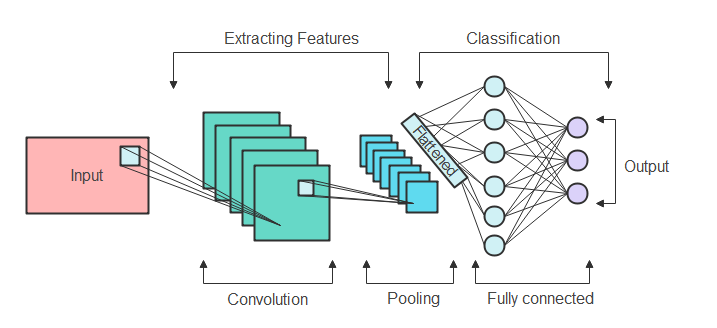 Extracting Features
Classification
Input
Flattened
Output
Convolution
Pooling
Fully connected